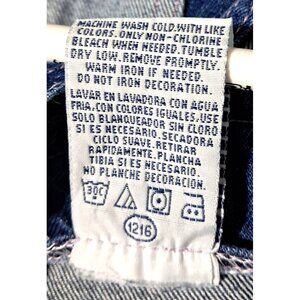 MACHINE WASH COLD.WITH LIKE
COLORS. ONLY NON-CHLORINE
BLEACH WHEN NEEDED.TUMBLE
DRY LOW. REMOVE PROMPTLY.
WARM IRON IF NEEDED.
DO NOT IRON DECORATION.
LAVAR EN LAVADORA CON AGUA
FRIA,CON COLORES IGUALES, USE
SOLO BLANQUEADOR SIN CLORO
SI ES NECESARIO. SECADORA
CICLO SUAVE. RETIRAR
RAPIDAMENTE. PLANCHA
TIBIA SI ES NECESARIO.
NO PLANCHE DECORACION.
30C
1216